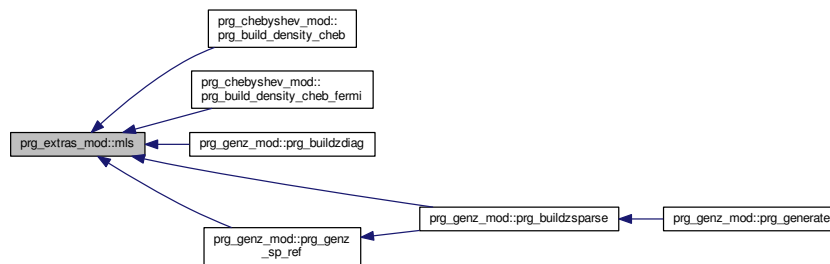 prg_chebyshev_mod::
prg_build_density_cheb
prg_chebyshev_mod::
prg_build_density_cheb_fermi
prg_extras_mod::mls
prg_genz_mod::prg_buildzdiag
prg_genz_mod::prg_buildzsparse
prg_genz_mod::prg_generate
prg_genz_mod::prg_genz
_sp_ref